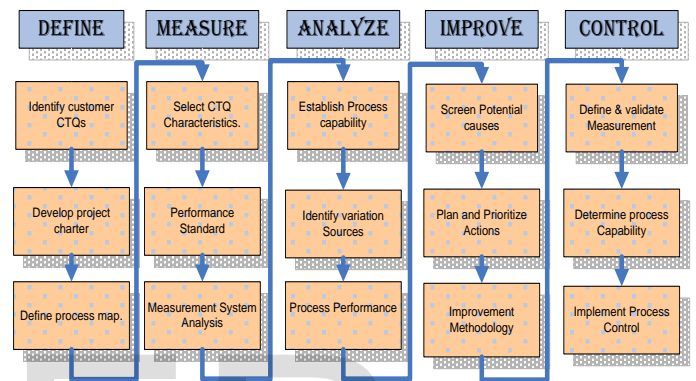 DEFINE
MEASURE
ANALYZE
IMPROVE
CONTROL
Identify customer
CTQs
Develop project
charter
Define process map.
Select CTQ
Characteristics.
Performance
Standard
Measurement System
Analysis
Establish Process
capability
Identify variation
Sources
Process Performance
Screen Potential
causes
Plan and Prioritize
Actions
Improvement
Methodology
Define & validate
Measurement
Determine process
Capability
Implement Process
Control